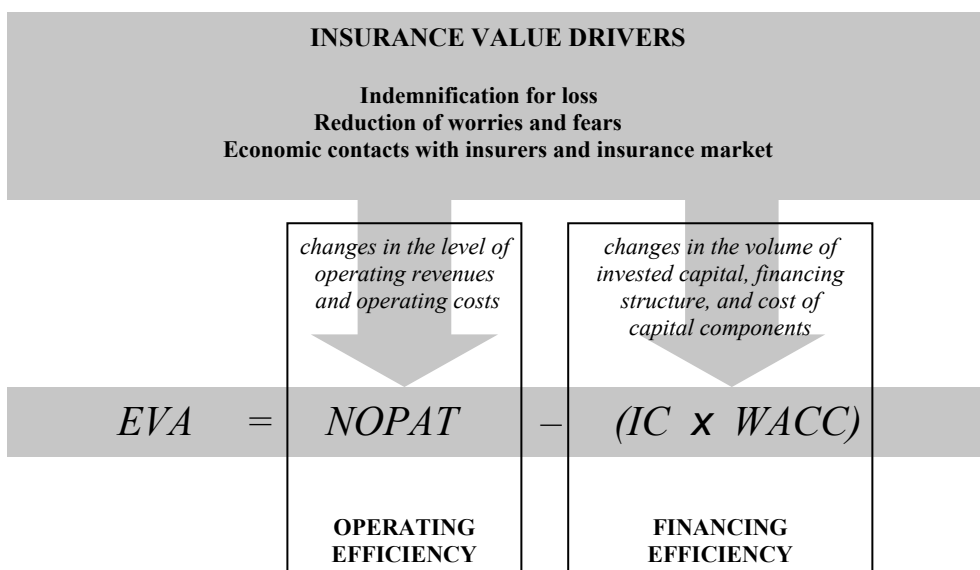 INSURANCE VALUE DRIVERS
Indemnification for loss
Reduction of worries and fears
Economic contacts with insurers and insurance market
changes in the level of
operating revenues
and operating costs
changes in the volume of
invested capital, financing
structure, and cost of
capital components
EVA = NOPAT – (IC x WACC)
OPERATING
EFFICIENCY
FINANCING
EFFICIENCY